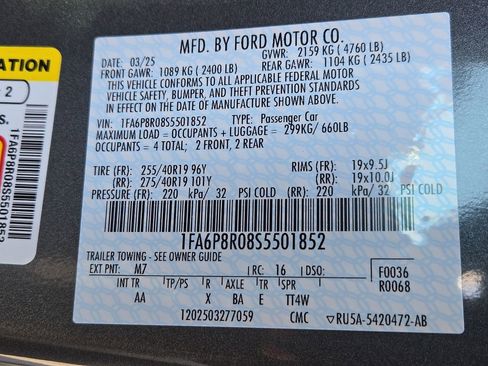 MFD. BY FORD MOTOR CO.
DATE: 03/25 GVWR: 2159 KG ( 4760 LB)
FRONT GAWR: 1089 KG ( 2400 LB) REAR GAWR: 1104 KG ( 2435 LB)
THIS VEHICLE CONFORMS TO ALL APPLICABLE FEDERAL MOTOR
VEHICLE SAFETY, BUMPER, AND THEFT PREVENTION STANDARDS
IN EFFECT ON THE DATE OF MANUFACTURE SHOWN ABOVE.
VIN: 1FA6P8R08S5501852 TYPE: Passenger Car
MAXIMUM LOAD = OCCUPANTS + LUGGAGE = 299KG/ 660LB
OCCUPANTS = 4 TOTAL; 2 FRONT, 2 REAR
TIRE (FR): 255/40R19 96Y RIMS (FR): 19x9.5J
(RR): 275/40R19 101Y (RR): 19x10.0J
PRESSURE (FR): 220 kPa/ 32 PSI COLD (RR): 220 kPa/ 32 PSI COLD
1FA6P8R08S5501852
TRAILER TOWING - SEE OWNER GUIDE
EXT PNT: M7 RC: 16 DSO: F0036
R0068
INT TR TP/PS R AXLE TR SPR
AA X BA E TT4W
1202503277059 CMC ▽RU5A-5420472-AB
ATION
2
s.
1FA6P8R08S5501852